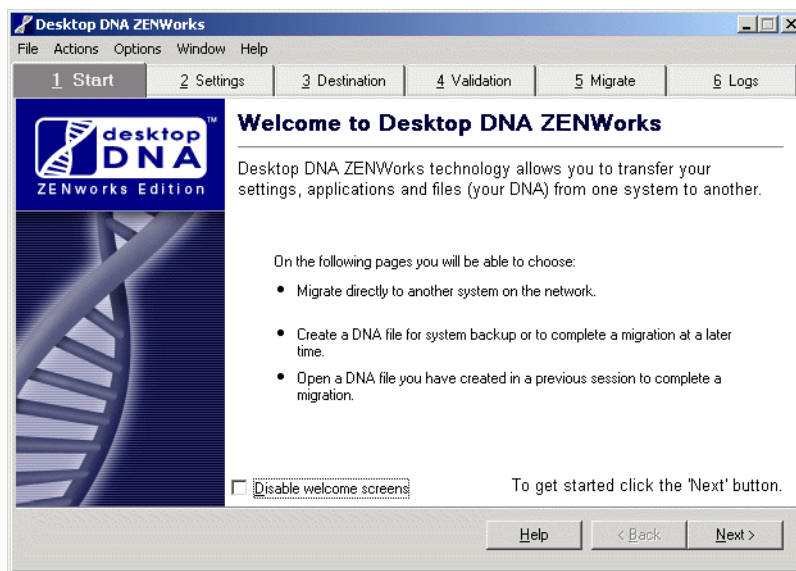 Desktop DNA ZENWorks
File Actions Options Window Help
1 Start 2 Settings 3 Destination 4 Validation 5 Migrate 6 Logs
desktop™
DNA
ZENworks Edition
Welcome to Desktop DNA ZENWorks
Desktop DNA ZENWorks technology allows you to transfer your
settings, applications and files (your DNA) from one system to another.
On the following pages you will be able to choose:
• Migrate directly to another system on the network.
• Create a DNA file for system backup or to complete a migration at a later
time.
• Open a DNA file you have created in a previous session to complete a
migration.
Disable welcome screens
To get started click the 'Next' button.
Help < Back Next >